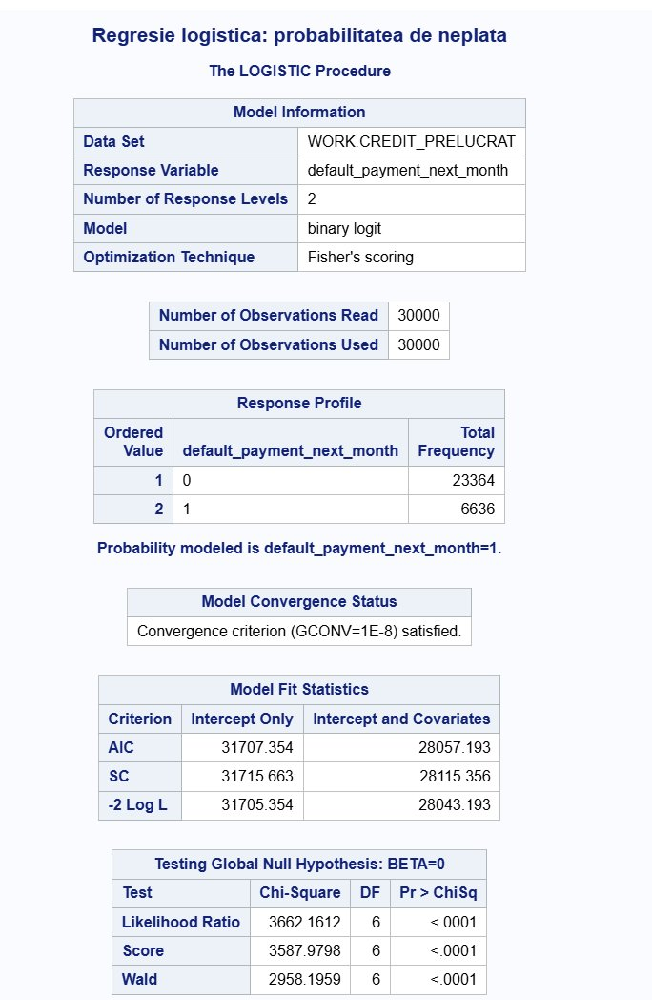 Regresie logistica: probabilitatea de neplata
The LOGISTIC Procedure
Model Information
Data Set WORK.CREDIT_PRELUCRAT
Response Variable default_payment_next_month
Number of Response Levels 2
Model binary logit
Optimization Technique Fisher's scoring
Number of Observations Read 30000
Number of Observations Used 30000
Response Profile
Ordered Value default_payment_next_month Total Frequency
1 0 23364
2 1 6636
Probability modeled is default_payment_next_month=1.
Model Convergence Status
Convergence criterion (GCONV=1E-8) satisfied.
Model Fit Statistics
Criterion Intercept Only Intercept and Covariates
AIC 31707.354 28057.193
SC 31715.663 28115.356
-2 Log L 31705.354 28043.193
Testing Global Null Hypothesis: BETA=0
Test Chi-Square DF Pr > ChiSq
Likelihood Ratio 3662.1612 6 <.0001
Score 3587.9798 6 <.0001
Wald 2958.1959 6 <.0001